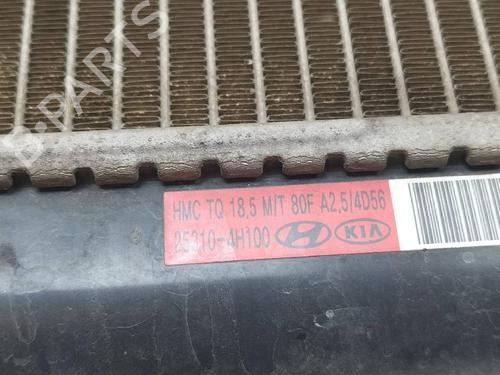 HMC TQ 18,5 M/T 80F A2,5/4D56
25310-4H100 KIA
B-PARTS